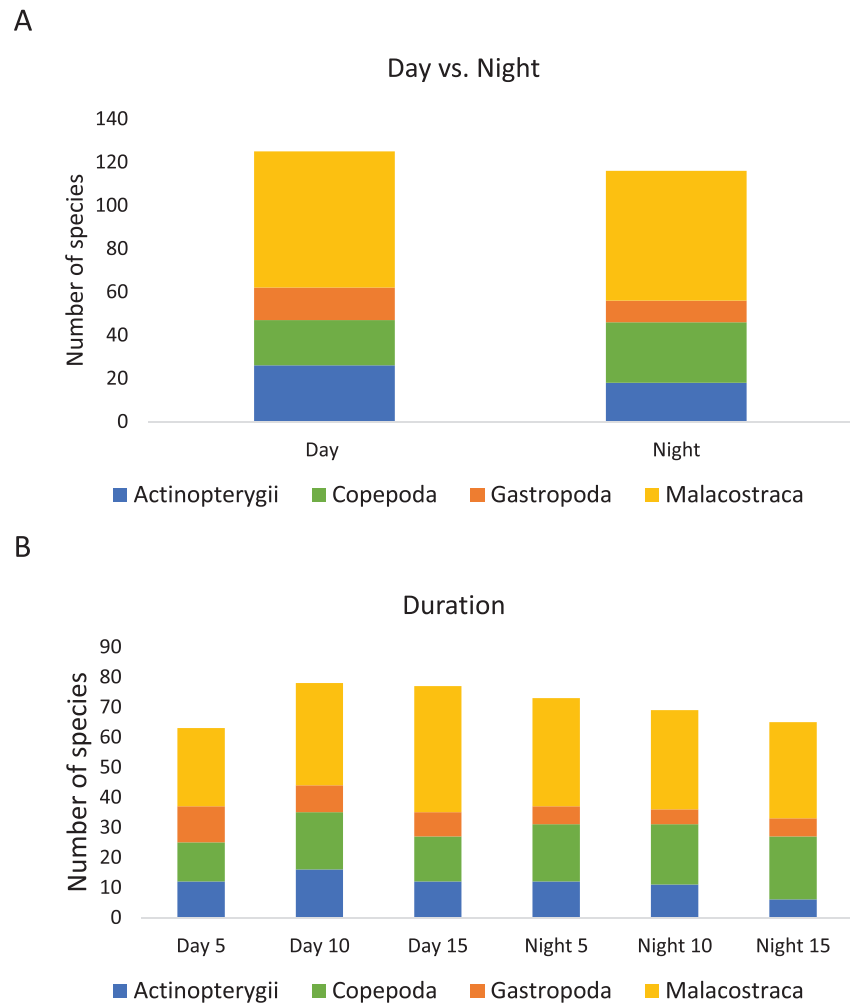 A
Day vs. Night
Number of species
140
120
100
80
60
40
20
0
Day Night
Actinopterygii Copepoda Gastropoda Malacostraca
B
Duration
Number of species
90
80
70
60
50
40
30
20
10
0
Day 5 Day 10 Day 15 Night 5 Night 10 Night 15
Actinopterygii Copepoda Gastropoda Malacostraca